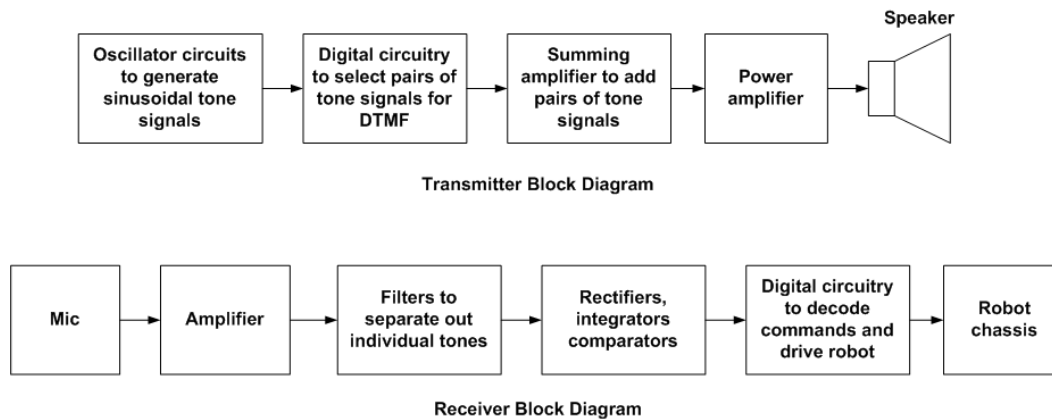 Speaker
Oscillator circuits
to generate
sinusoidal tone
signals
Digital circuitry
to select pairs of
tone signals for
DTMF
Summing
amplifier to add
pairs of tone
signals
Power
amplifier
Transmitter Block Diagram
Mic
Amplifier
Filters to
separate out
individual tones
Rectifiers,
integrators
comparators
Digital circuitry
to decode
commands and
drive robot
Robot
chassis
Receiver Block Diagram